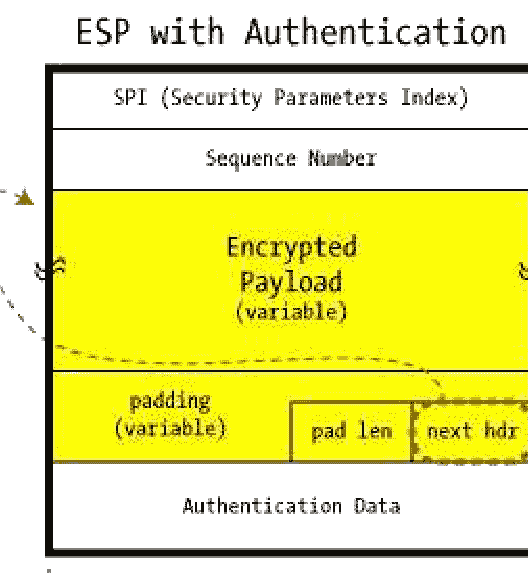 ESP with Authentication
SPI (Security Parameters Index)
Sequence Number
Encrypted
Payload
(variable)
padding
(variable)
pad len
next hdr
Authentication Data